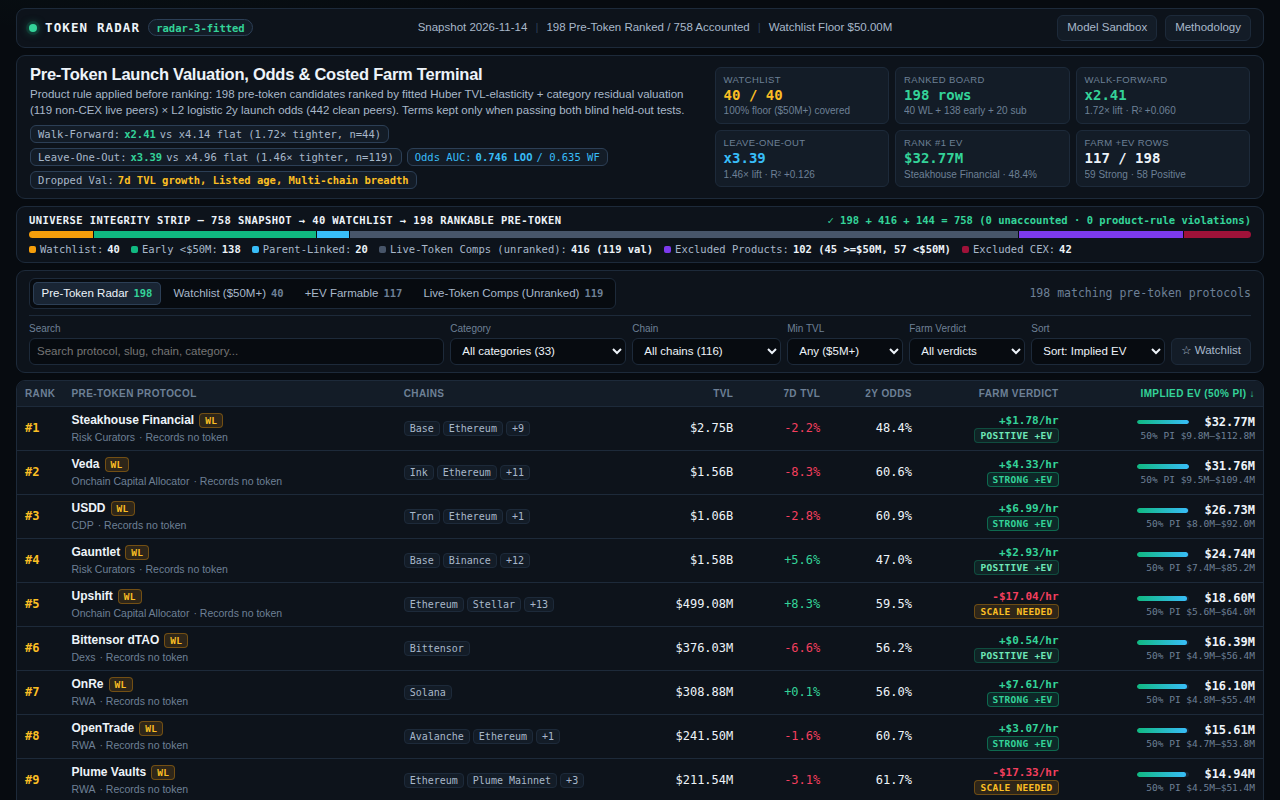 TOKEN RADAR radar-3-fitted Snapshot 2026-11-14 | 198 Pre-Token Ranked / 758 Accounted | Watchlist Floor $50.00M Model Sandbox Methodology
Pre-Token Launch Valuation, Odds & Costed Farm Terminal
Product rule applied before ranking: 198 pre-token candidates ranked by fitted Huber TVL-elasticity + category residual valuation
(119 non-CEX live peers) × L2 logistic 2y launch odds (442 clean peers). Terms kept only when passing both blind held-out tests.
Walk-Forward: x2.41 vs x4.14 flat (1.72× tighter, n=44)
Leave-One-Out: x3.39 vs x4.96 flat (1.46× tighter, n=119) Odds AUC: 0.746 LOO / 0.635 WF
Dropped Val: 7d TVL growth, Listed age, Multi-chain breadth
WATCHLIST
40 / 40
100% floor ($50M+) covered
RANKED BOARD
198 rows
40 WL + 138 early + 20 sub
WALK-FORWARD
x2.41
1.72× lift · R² +0.060
LEAVE-ONE-OUT
x3.39
1.46× lift · R² +0.126
RANK #1 EV
$32.77M
Steakhouse Financial · 48.4%
FARM +EV ROWS
117 / 198
59 Strong · 58 Positive
UNIVERSE INTEGRITY STRIP — 758 SNAPSHOT → 40 WATCHLIST → 198 RANKABLE PRE-TOKEN ✓ 198 + 416 + 144 = 758 (0 unaccounted · 0 product-rule violations)
Watchlist: 40 Early <$50M: 138 Parent-Linked: 20 Live-Token Comps (unranked): 416 (119 val) Excluded Products: 102 (45 >=$50M, 57 <$50M) Excluded CEX: 42
Pre-Token Radar 198 Watchlist ($50M+) 40 +EV Farmable 117 Live-Token Comps (Unranked) 119 198 matching pre-token protocols
Search Category Chain Min TVL Farm Verdict Sort
Search protocol, slug, chain, category... All categories (33) All chains (116) Any ($5M+) All verdicts Sort: Implied EV ☆ Watchlist
RANK PRE-TOKEN PROTOCOL CHAINS TVL 7D TVL 2Y ODDS FARM VERDICT IMPLIED EV (50% PI) ↓
#1 Steakhouse Financial WL Base Ethereum +9 $2.75B -2.2% 48.4% +$1.78/hr $32.77M
Risk Curators · Records no token POSITIVE +EV 50% PI $9.8M–$112.8M
#2 Veda WL Ink Ethereum +11 $1.56B -8.3% 60.6% +$4.33/hr $31.76M
Onchain Capital Allocator · Records no token STRONG +EV 50% PI $9.5M–$109.4M
#3 USDD WL Tron Ethereum +1 $1.06B -2.8% 60.9% +$6.99/hr $26.73M
CDP · Records no token STRONG +EV 50% PI $8.0M–$92.0M
#4 Gauntlet WL Base Binance +12 $1.58B +5.6% 47.0% +$2.93/hr $24.74M
Risk Curators · Records no token POSITIVE +EV 50% PI $7.4M–$85.2M
#5 Upshift WL Ethereum Stellar +13 $499.08M +8.3% 59.5% -$17.04/hr $18.60M
Onchain Capital Allocator · Records no token SCALE NEEDED 50% PI $5.6M–$64.0M
#6 Bittensor dTAO WL Bittensor $376.03M -6.6% 56.2% +$0.54/hr $16.39M
Dexs · Records no token POSITIVE +EV 50% PI $4.9M–$56.4M
#7 OnRe WL Solana $308.88M +0.1% 56.0% +$7.61/hr $16.10M
RWA · Records no token STRONG +EV 50% PI $4.8M–$55.4M
#8 OpenTrade WL Avalanche Ethereum +1 $241.50M -1.6% 60.7% +$3.07/hr $15.61M
RWA · Records no token STRONG +EV 50% PI $4.7M–$53.8M
#9 Plume Vaults WL Ethereum Plume Mainnet +3 $211.54M -3.1% 61.7% -$17.33/hr $14.94M
RWA · Records no token SCALE NEEDED 50% PI $4.5M–$51.4M